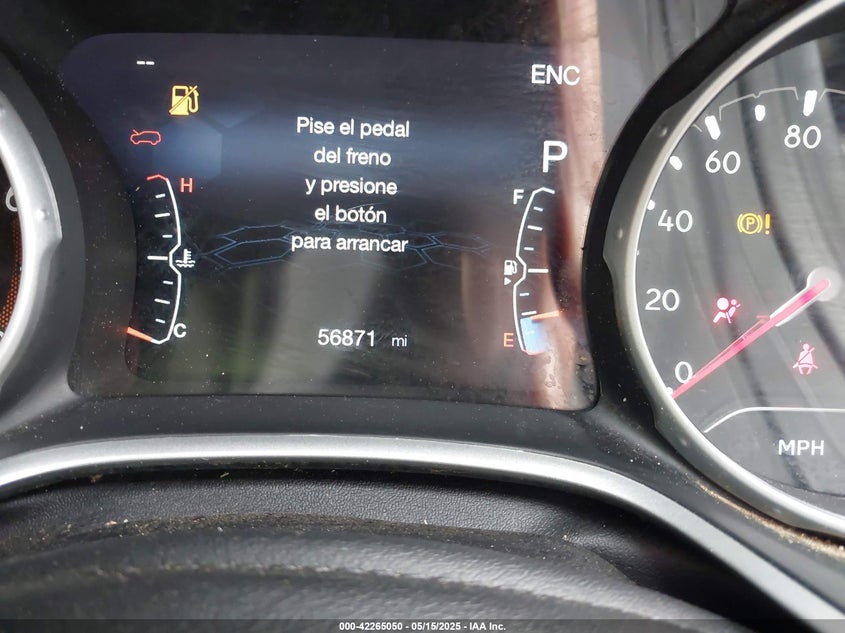 --
ENC
Pise el pedal
del freno
y presione
el botón
para arrancar
P
H
C
F
E
56871 mi
80
60
40
20
0
(P)!
MPH
000-42265050 - 05/15/2025 - IAA Inc.